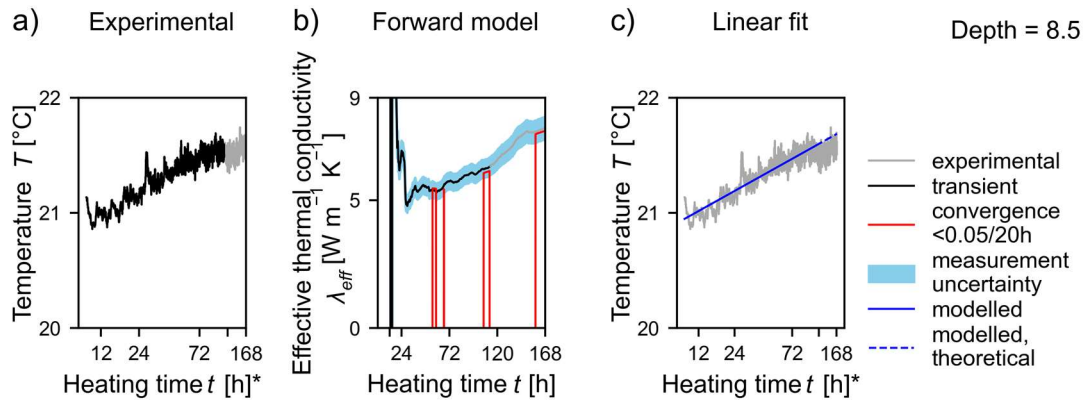 a) Experimental
b) Forward model
c) Linear fit
Depth = 8.5
Temperature T [°C]
22
21
20
12 24 72 168
Heating time t [h]*
Effective thermal conductivity
λeff [W m⁻¹ K⁻¹]
9
5
0
24 72 120 168
Heating time t [h]
Temperature T [°C]
22
21
20
12 24 72 168
Heating time t [h]*
experimental
transient
convergence
<0.05/20h
measurement
uncertainty
modelled
modelled,
theoretical